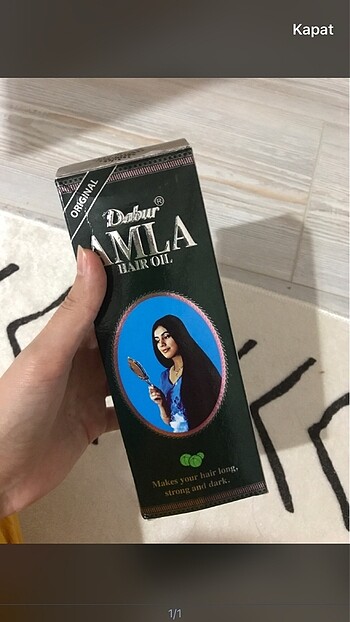 Kapat
ORIGINAL
Dabur®
AMLA
HAIR OIL
Makes your hair long,
strong and dark.
1/1